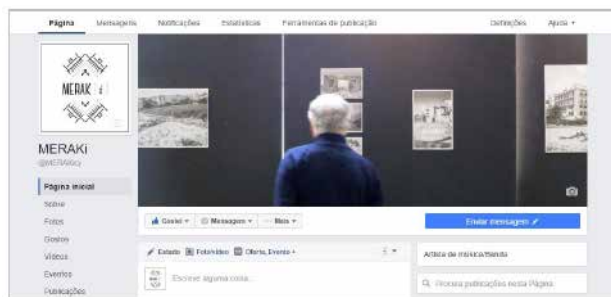 Página Mensagens Notificações Estatísticas Ferramentas de publicação Definições Ajuda
MERAKi
MERAKi
Página inicial
Sobre
Fotos
Gostos
Vídeos
Eventos
Publicações
Gostei Mensagem Mais
Enviar mensagem
Estado Foto/vídeo Oferta, Evento +
Escreve alguma coisa...
Artista de música/Banda
Procura publicações nesta Página